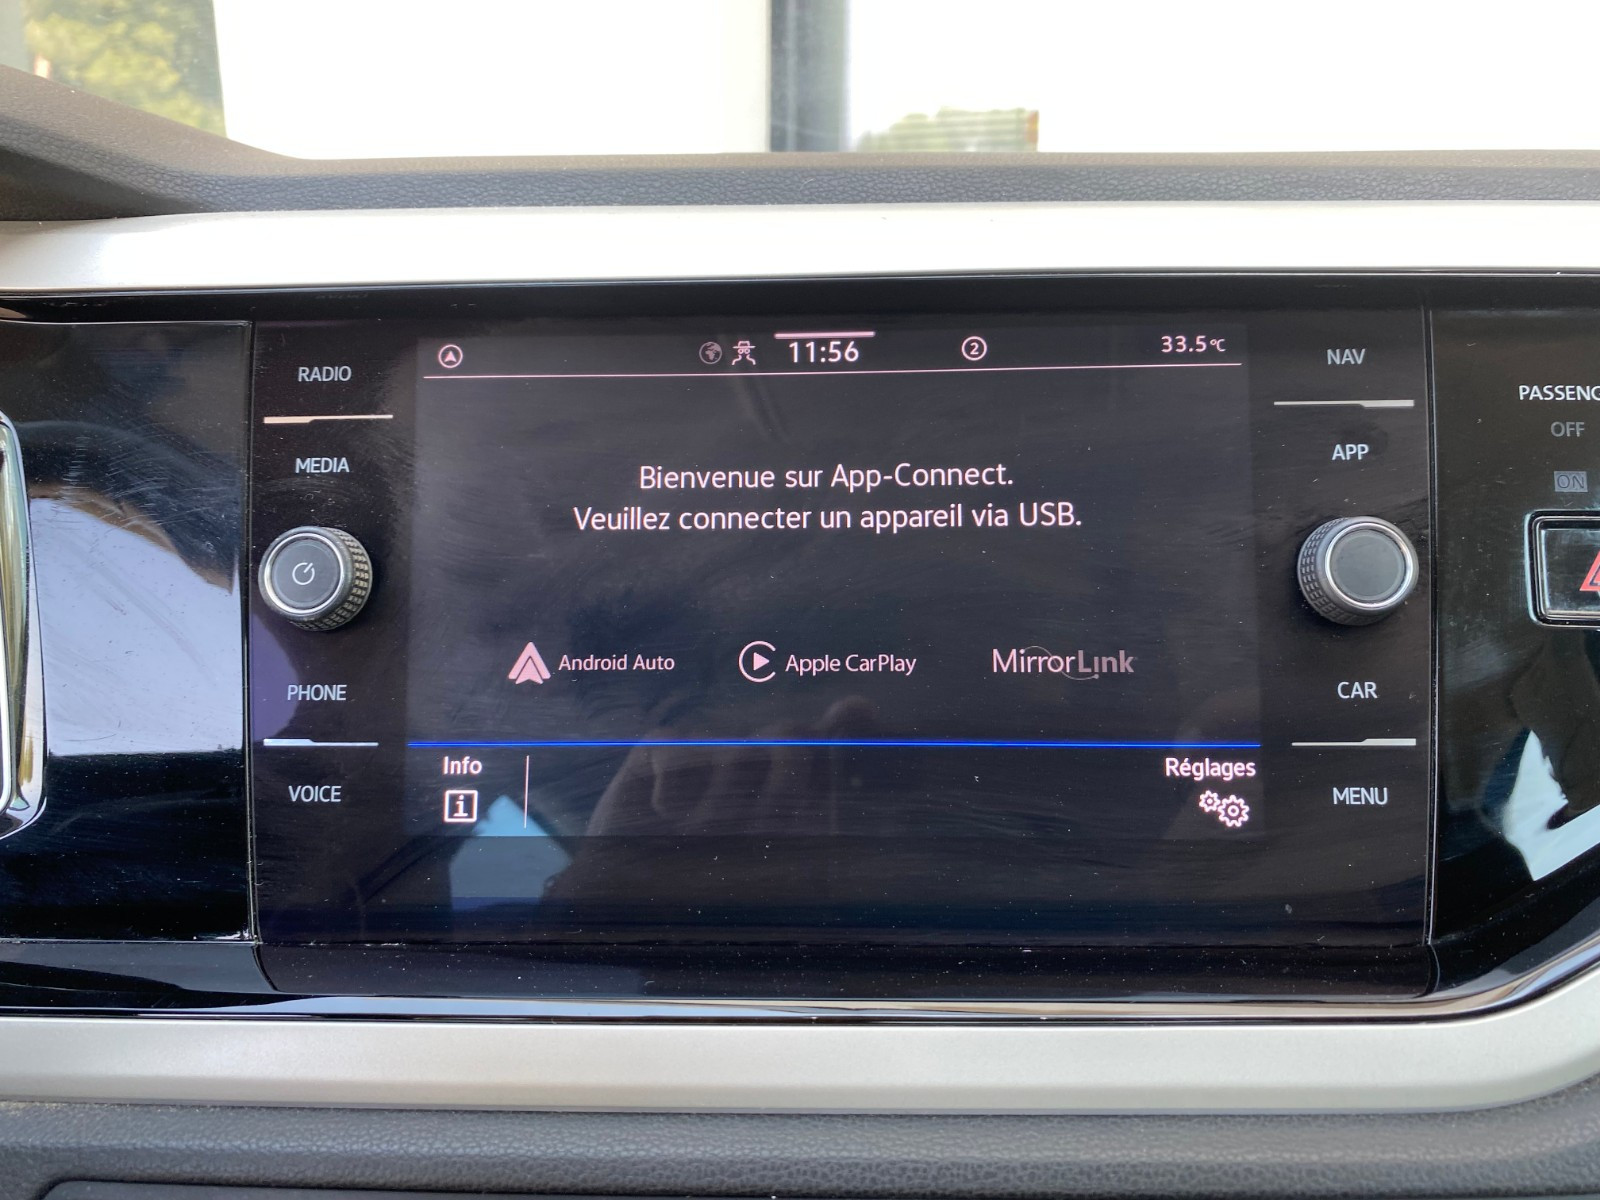 RADIO
MEDIA
PHONE
VOICE
11:56
2
33.5°C
Bienvenue sur App-Connect.
Veuillez connecter un appareil via USB.
Android Auto
Apple CarPlay
MirrorLink
Info
i
Réglages
NAV
APP
CAR
MENU
OFF
ON